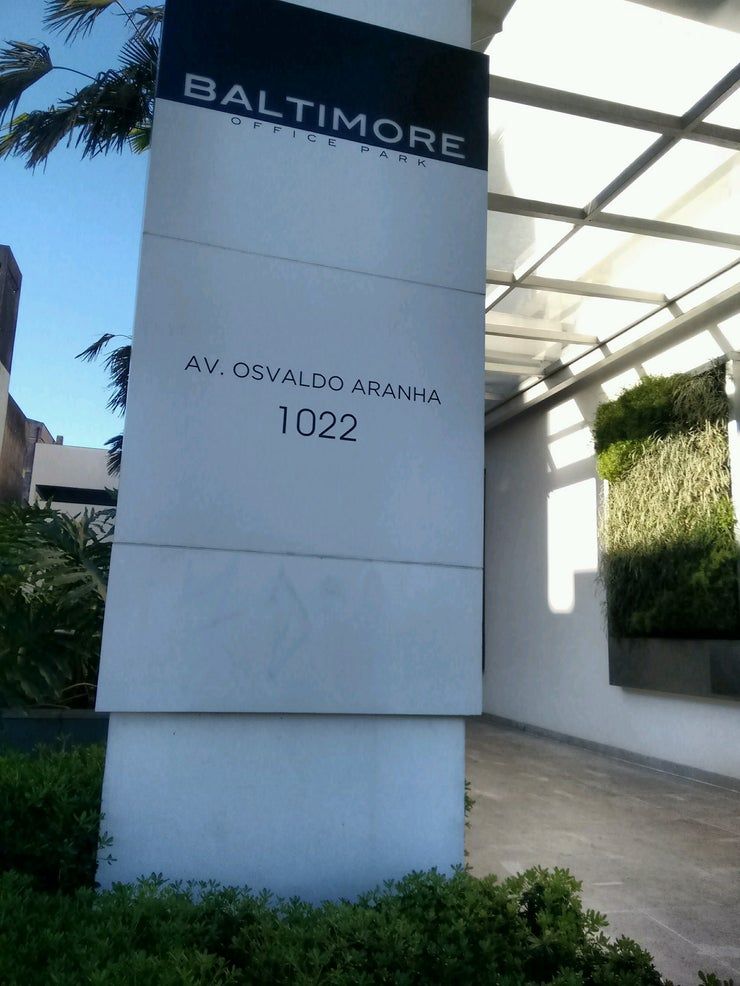 BALTIMORE
OFFICE PARK
AV. OSVALDO ARANHA
1022